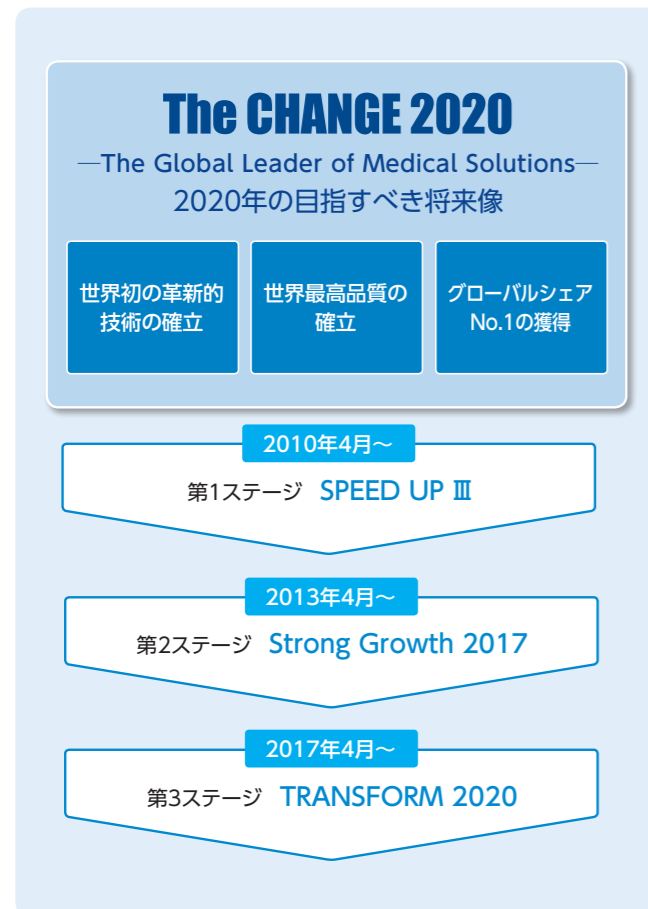 The CHANGE 2020
―The Global Leader of Medical Solutions―
2020年の目指すべき将来像
世界初の革新的
技術の確立
世界最高品質の
確立
グローバルシェア
No.1の獲得
2010年4月～
第1ステージ SPEED UP Ⅲ
2013年4月～
第2ステージ Strong Growth 2017
2017年4月～
第3ステージ TRANSFORM 2020